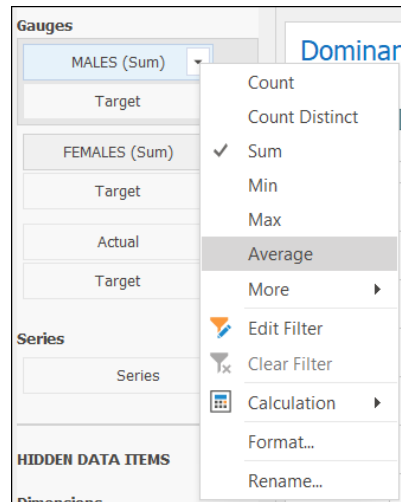 Gauges
MALES (Sum)
Target
FEMALES (Sum)
Target
Actual
Target
Series
Series
HIDDEN DATA ITEMS
Dimensions
Count
Count Distinct
Sum
Min
Max
Average
More
Edit Filter
Clear Filter
Calculation
Format...
Rename...